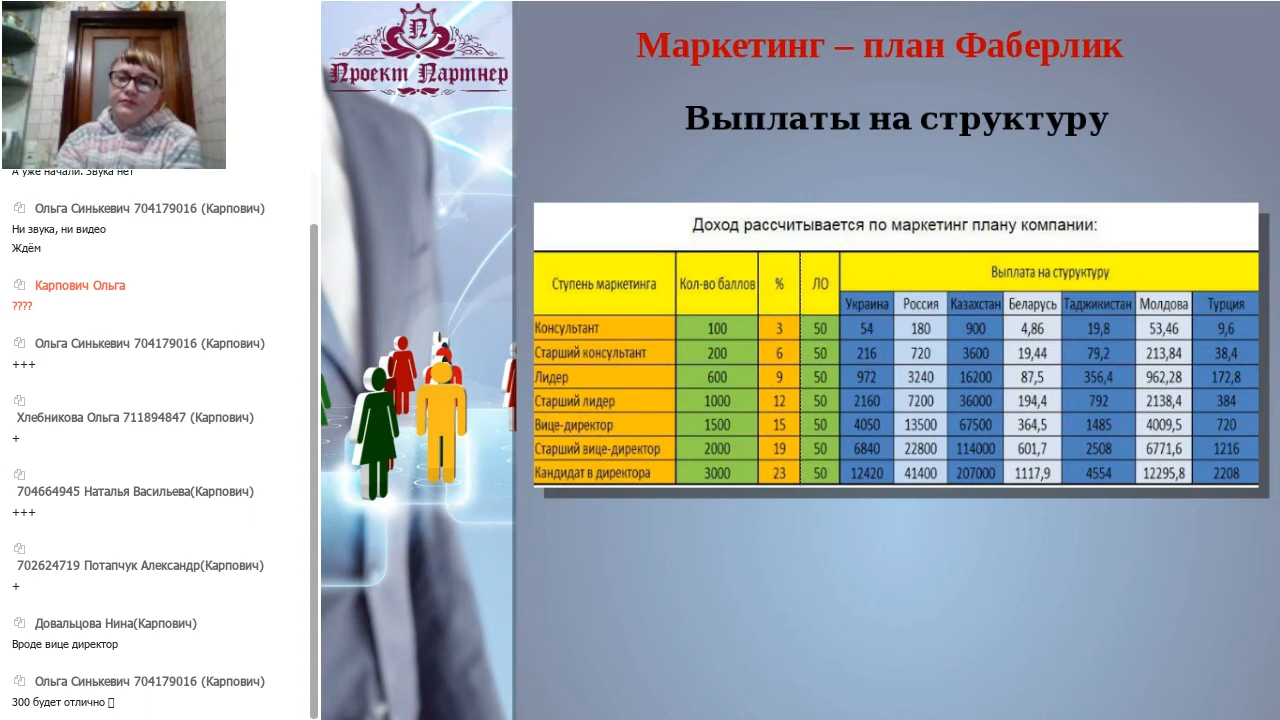 А уже начали. Звука нет
Ольга Синькевич 704179016 (Карпович)
Ни звука, ни видео
Ждём
Карпович Ольга
????
Ольга Синькевич 704179016 (Карпович)
+++
Хлебникова Ольга 711894847 (Карпович)
+
704664945 Наталья Васильева(Карпович)
+++
702624719 Потапчук Александр(Карпович)
+
Довальцова Нина(Карпович)
Вроде вице директор
Ольга Синькевич 704179016 (Карпович)
300 будет отлично
П
Проект Партнер
Маркетинг – план Фаберлик
Выплаты на структуру
Доход рассчитывается по маркетинг плану компании:
Ступень маркетинга Кол-во баллов % ЛО Выплата на стуруктуру
Украина Россия Казахстан Беларусь Таджикистан Молдова Турция
Консультант 100 3 50 54 180 900 4,86 19,8 53,46 9,6
Старший консультант 200 6 50 216 720 3600 19,44 79,2 213,84 38,4
Лидер 600 9 50 972 3240 16200 87,5 356,4 962,28 172,8
Старший лидер 1000 12 50 2160 7200 36000 194,4 792 2138,4 384
Вице-директор 1500 15 50 4050 13500 67500 364,5 1485 4009,5 720
Старший вице-директор 2000 19 50 6840 22800 114000 601,7 2508 6771,6 1216
Кандидат в директора 3000 23 50 12420 41400 207000 1117,9 4554 12295,8 2208